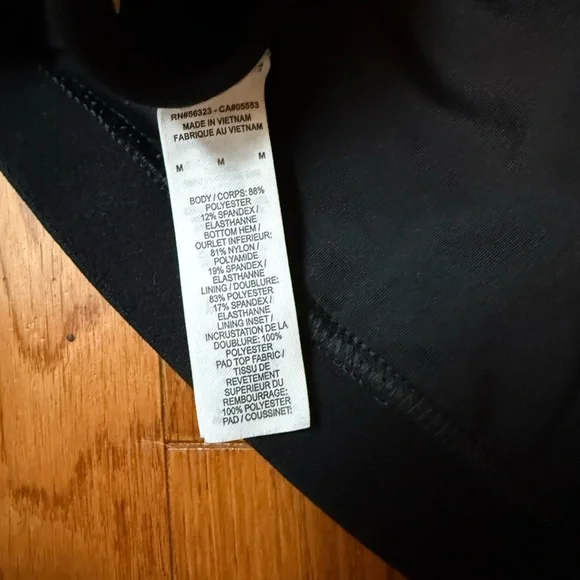 RN#56323 - CA#05553
MADE IN VIETNAM
FABRIQUE AU VIETNAM
M M M
BODY / CORPS: 88%
POLYESTER
12% SPANDEX /
ELASTHANNE
BOTTOM HEM /
OURLET INFERIEUR:
81% NYLON /
POLYAMIDE
19% SPANDEX /
ELASTHANNE
LINING / DOUBLURE:
83% POLYESTER
17% SPANDEX /
ELASTHANNE
LINING INSET /
INCRUSTATION DE LA
DOUBLURE: 100%
POLYESTER
PAD TOP FABRIC /
TISSU DE
REVETEMENT
SUPERIEUR DU
REMBOURRAGE:
100% POLYESTER
PAD / COUSSINET: